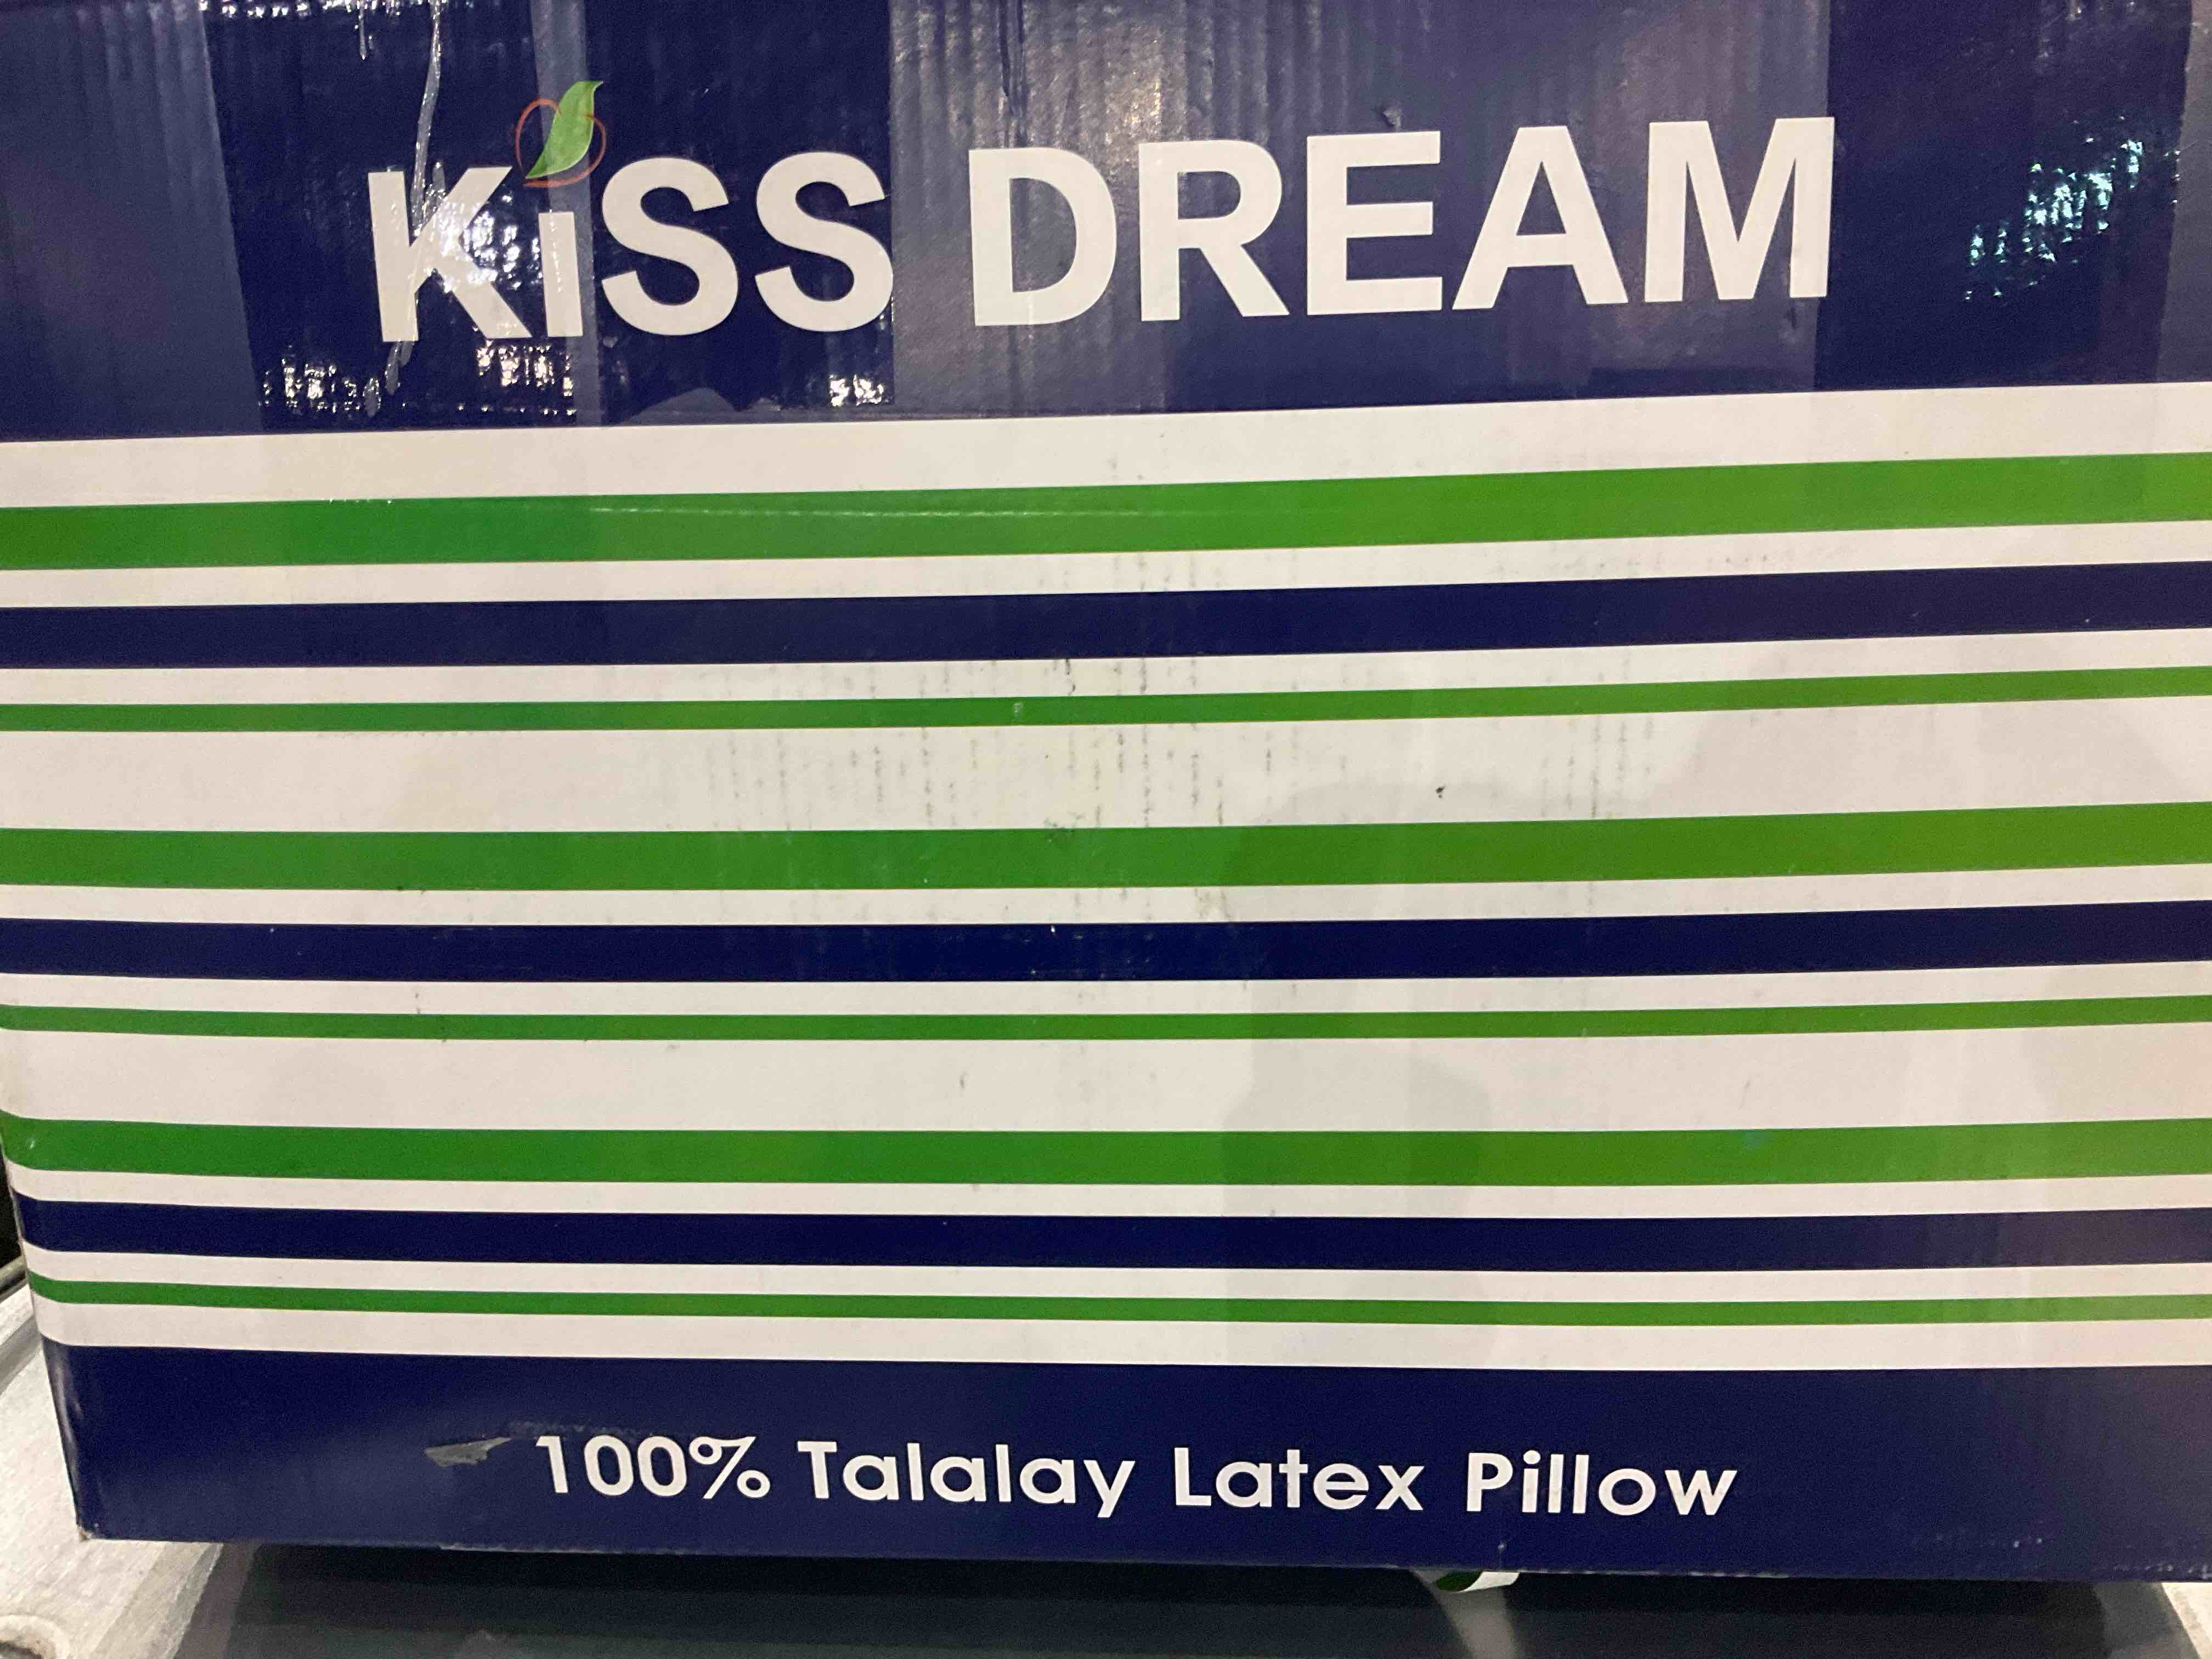 KiSS DREAM
100% Talalay Latex Pillow